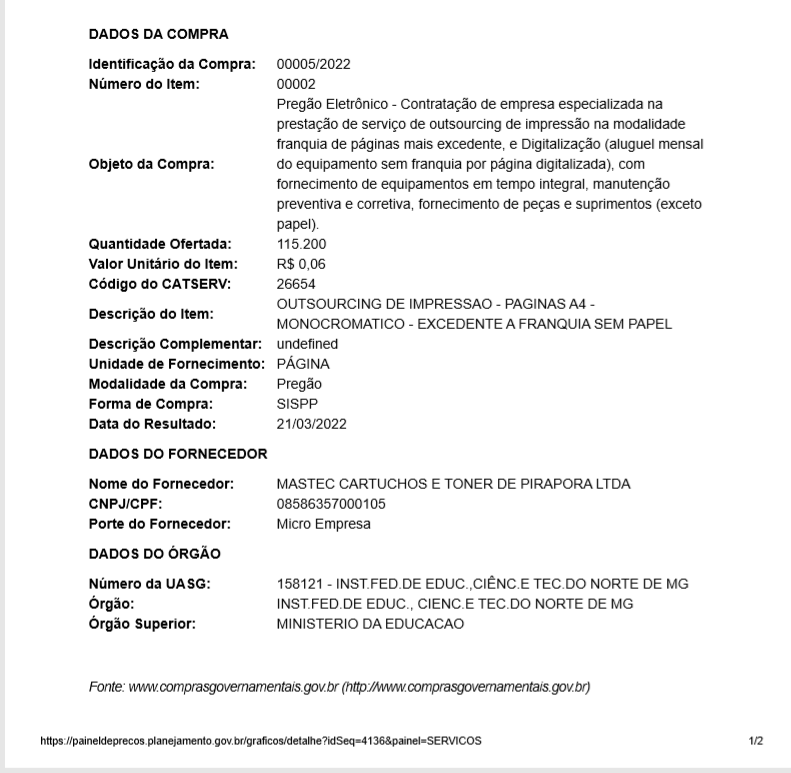 DADOS DA COMPRA
Identificação da Compra: 00005/2022
Número do Item: 00002
Pregão Eletrônico - Contratação de empresa especializada na
prestação de serviço de outsourcing de impressão na modalidade
franquia de páginas mais excedente, e Digitalização (aluguel mensal
Objeto da Compra: do equipamento sem franquia por página digitalizada), com
fornecimento de equipamentos em tempo integral, manutenção
preventiva e corretiva, fornecimento de peças e suprimentos (exceto
papel).
Quantidade Ofertada: 115.200
Valor Unitário do Item: R$ 0,06
Código do CATSERV: 26654
Descrição do Item: OUTSOURCING DE IMPRESSAO - PAGINAS A4 -
MONOCROMATICO - EXCEDENTE A FRANQUIA SEM PAPEL
Descrição Complementar: undefined
Unidade de Fornecimento: PÁGINA
Modalidade da Compra: Pregão
Forma de Compra: SISPP
Data do Resultado: 21/03/2022
DADOS DO FORNECEDOR
Nome do Fornecedor: MASTEC CARTUCHOS E TONER DE PIRAPORA LTDA
CNPJ/CPF: 08586357000105
Porte do Fornecedor: Micro Empresa
DADOS DO ÓRGÃO
Número da UASG: 158121 - INST.FED.DE EDUC.,CIÊNC.E TEC.DO NORTE DE MG
Órgão: INST.FED.DE EDUC., CIENC.E TEC.DO NORTE DE MG
Órgão Superior: MINISTERIO DA EDUCACAO
Fonte: www.comprasgovernamentais.gov.br (http://www.comprasgovernamentais.gov.br)
https://paineldeprecos.planejamento.gov.br/graficos/detalhe?idSeq=4136&painel=SERVICOS 1/2